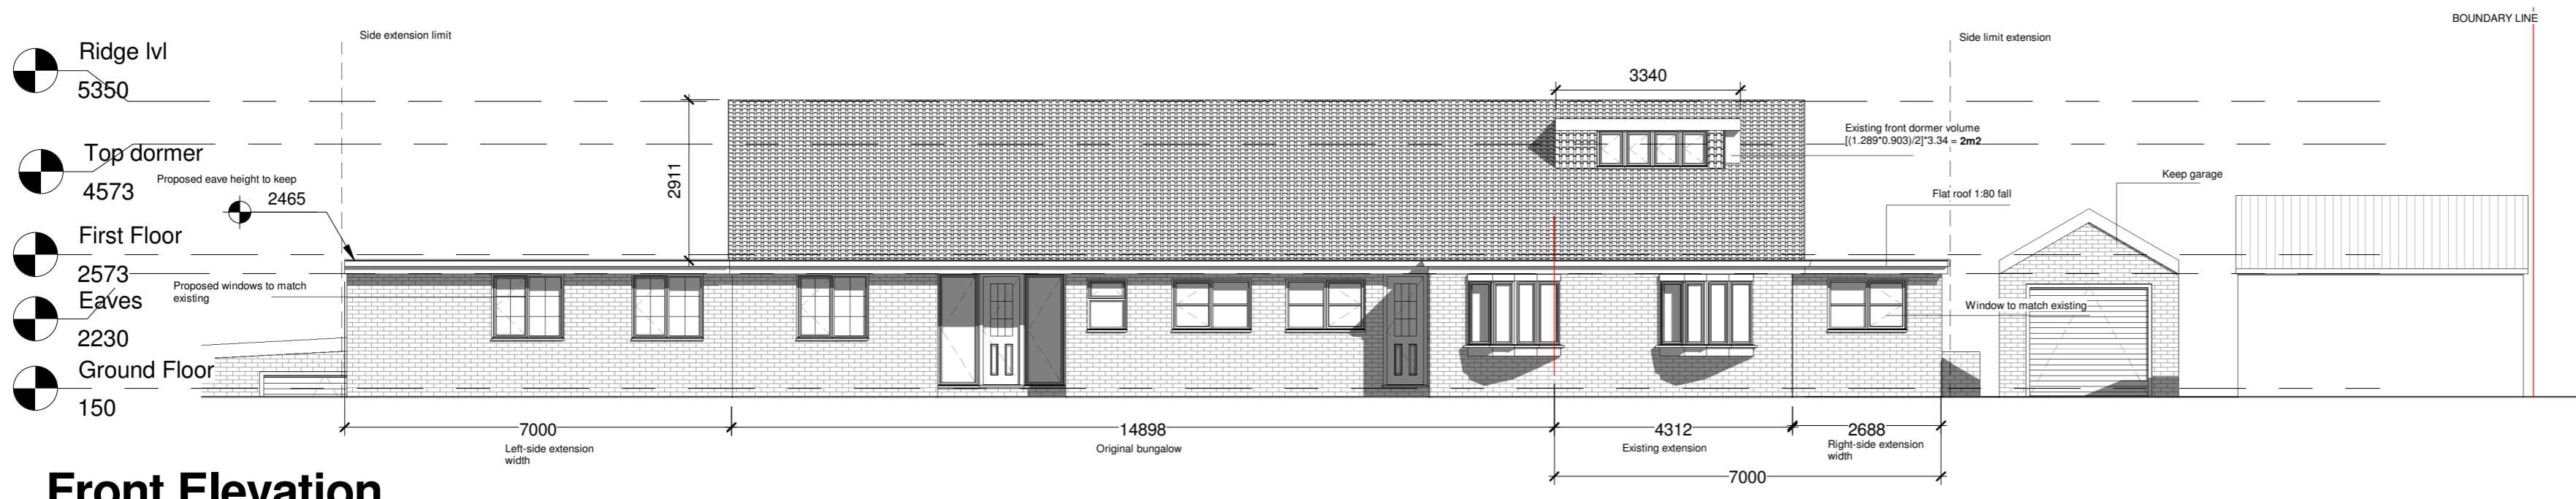 BOUNDARY LINE
Side extension limit
Side limit extension
Ridge lvl
5350
3340
Existing front dormer volume
[(1.289*0.903)/2]*3.34 = 2m2
Top dormer
4573
2911
Proposed eave height to keep
2465
Keep garage
Flat roof 1:80 fall
First Floor
2573
Proposed windows to match
existing
Eaves
2230
Window to match existing
Ground Floor
150
7000
Left-side extension
width
14898
Original bungalow
4312
Existing extension
2688
Right-side extension
width
7000
Front Elevation